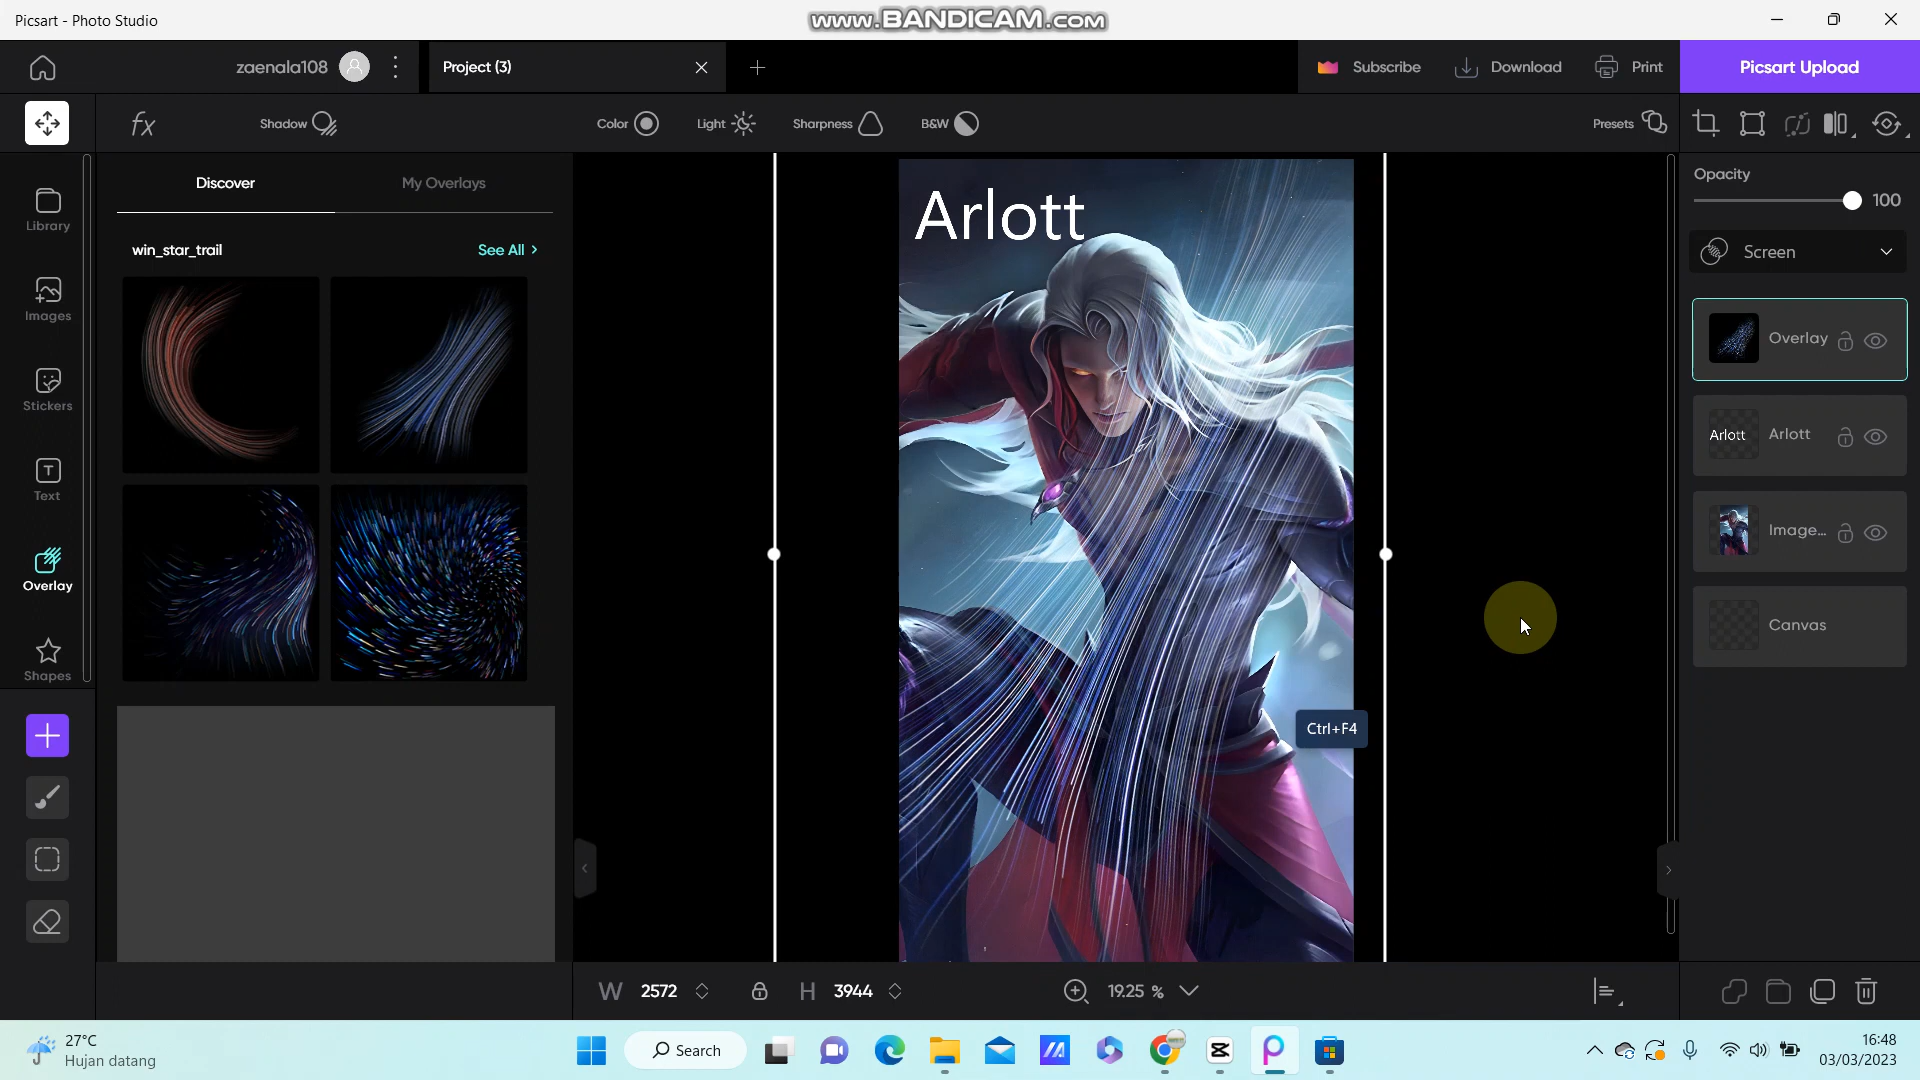 Picsart - Photo Studio
www.BANDICAM.com
zaenala108
Project (3)
Subscribe
Download
Print
Picsart Upload
fx
Shadow
Color
Light
Sharpness
B&W
Presets
Discover
My Overlays
Opacity
100
Library
win_star_trail
See All >
Arlott
Screen
Images
Overlay
Stickers
Arlott
Arlott
Text
Image...
Overlay
Canvas
Shapes
Ctrl+F4
W 2572
H 3944
19.25 %
27°C
Hujan datang
Search
16:48
03/03/2023